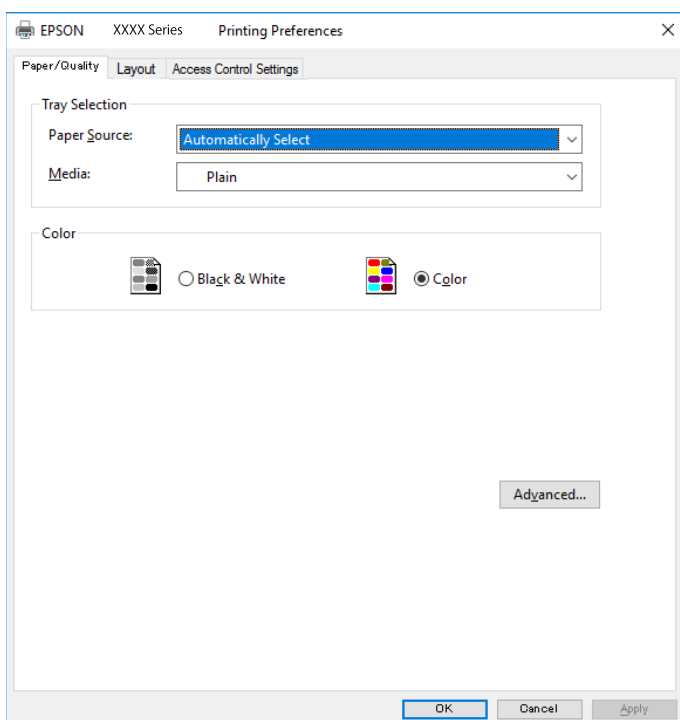 EPSON XXXX Series Printing Preferences
Paper/Quality Layout Access Control Settings
Tray Selection
Paper Source: Automatically Select
Media: Plain
Color
Black & White Color
Advanced...
OK Cancel Apply